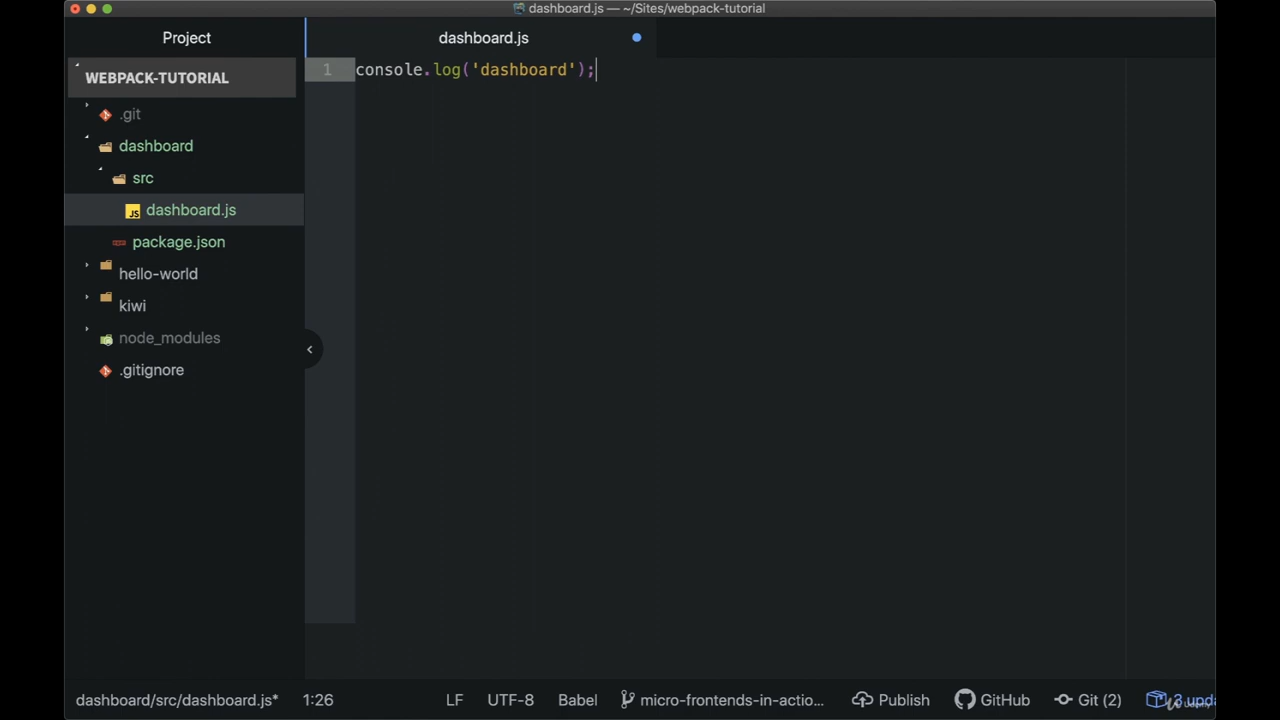 dashboard.js — ~/Sites/webpack-tutorial
Project
dashboard.js
WEBPACK-TUTORIAL
.git
dashboard
src
JS dashboard.js
package.json
hello-world
kiwi
node_modules
.gitignore
1 console.log('dashboard');
dashboard/src/dashboard.js* 1:26 LF UTF-8 Babel micro-frontends-in-actio... Publish GitHub Git (2)